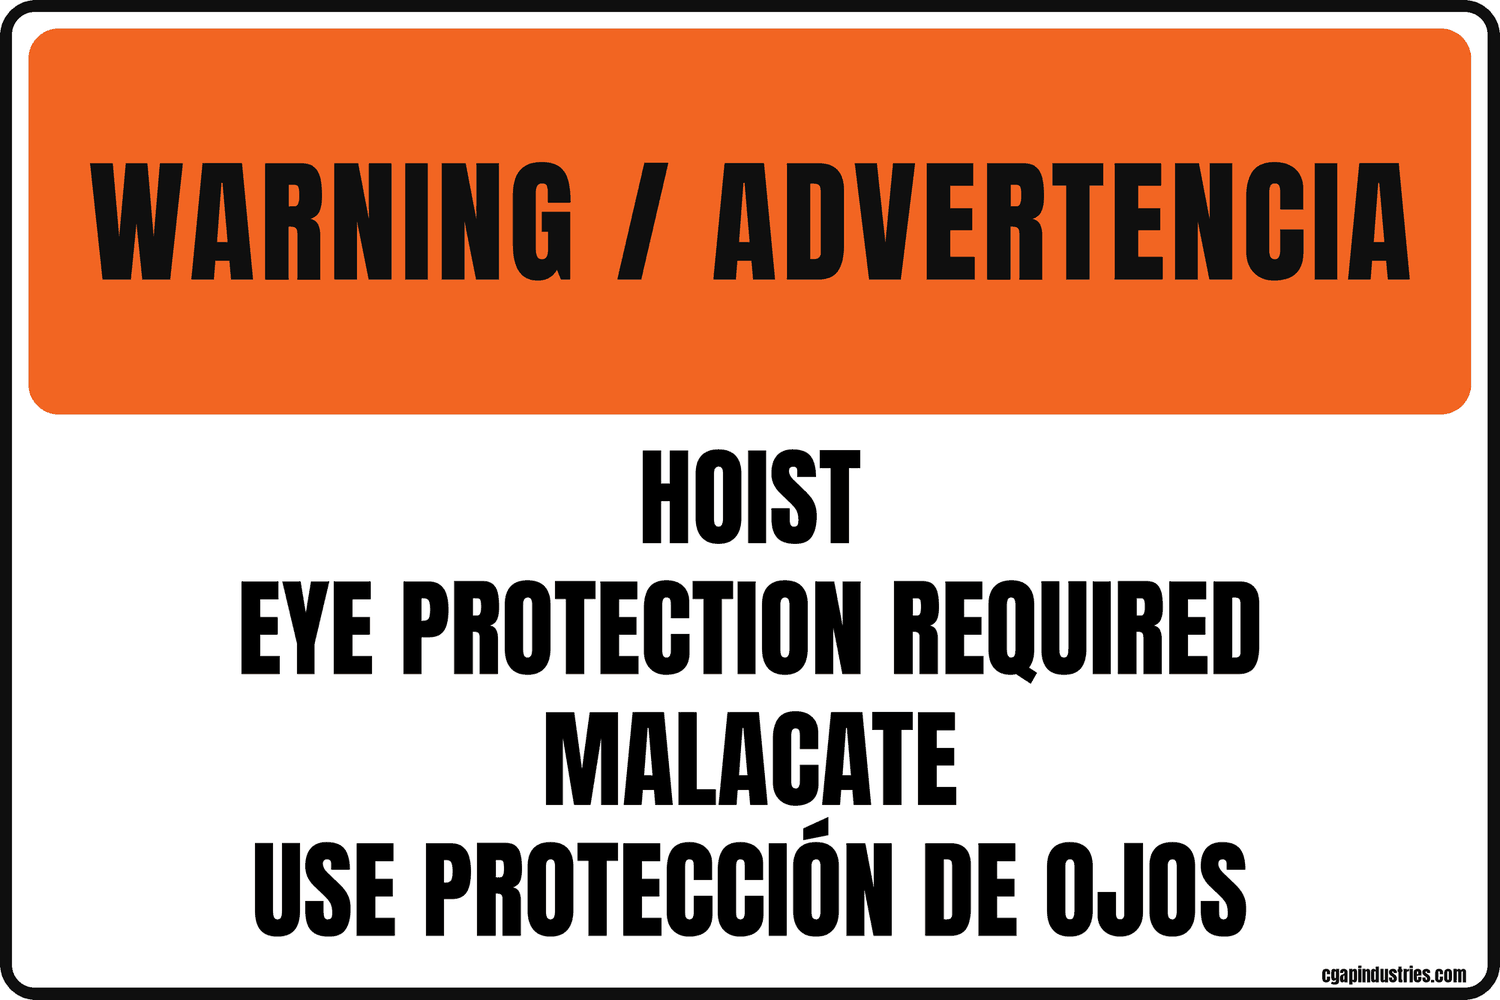 WARNING / ADVERTENCIA
HOIST
EYE PROTECTION REQUIRED
MALACATE
USE PROTECCIÓN DE OJOS
cgapindustries.com